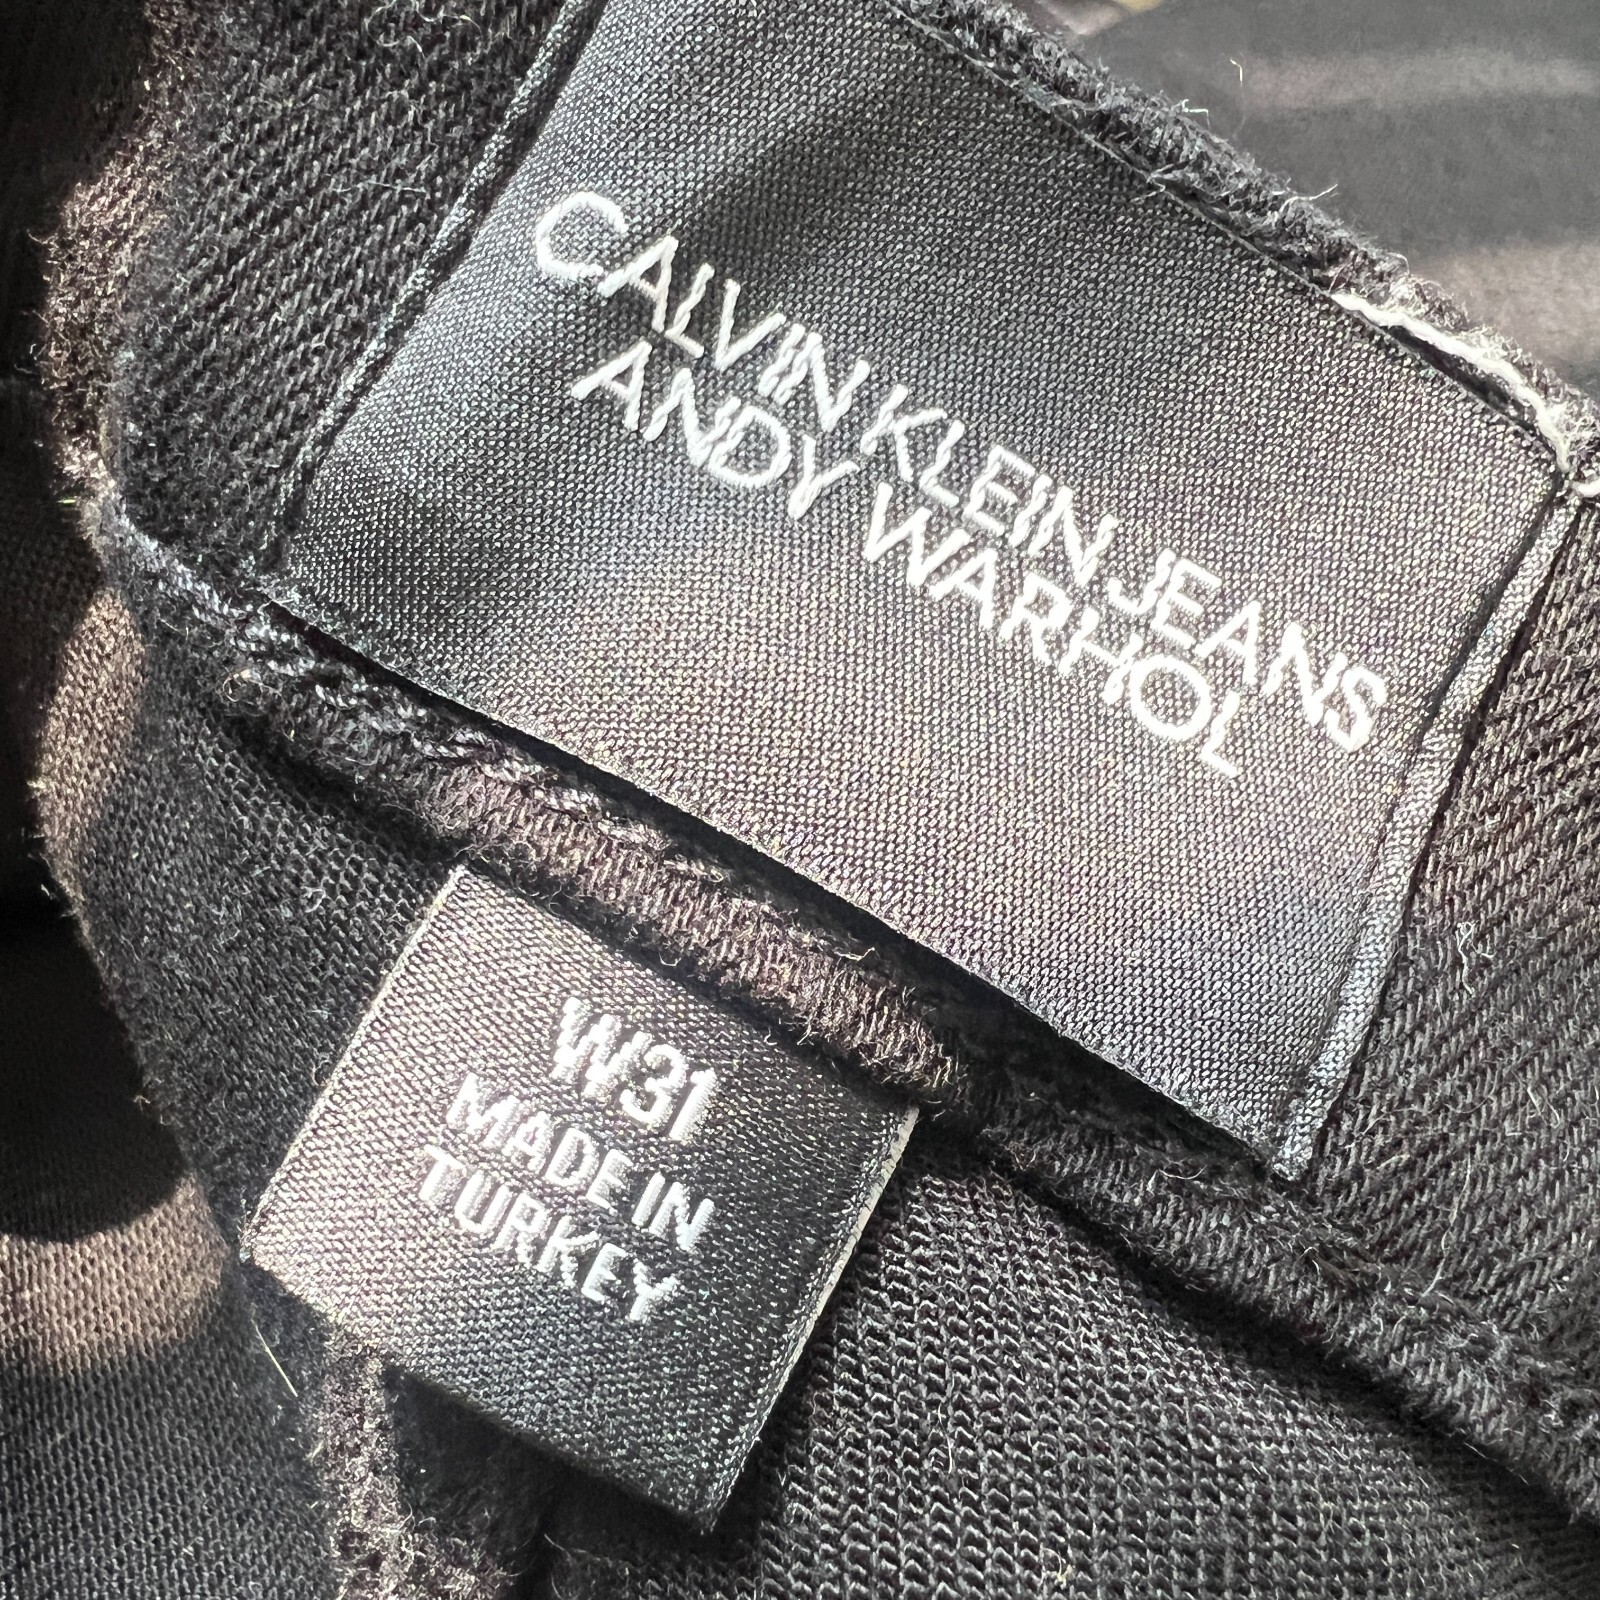 CALVIN KLEIN JEANS
ANDY WARHOL
W31
MADE IN
TURKEY